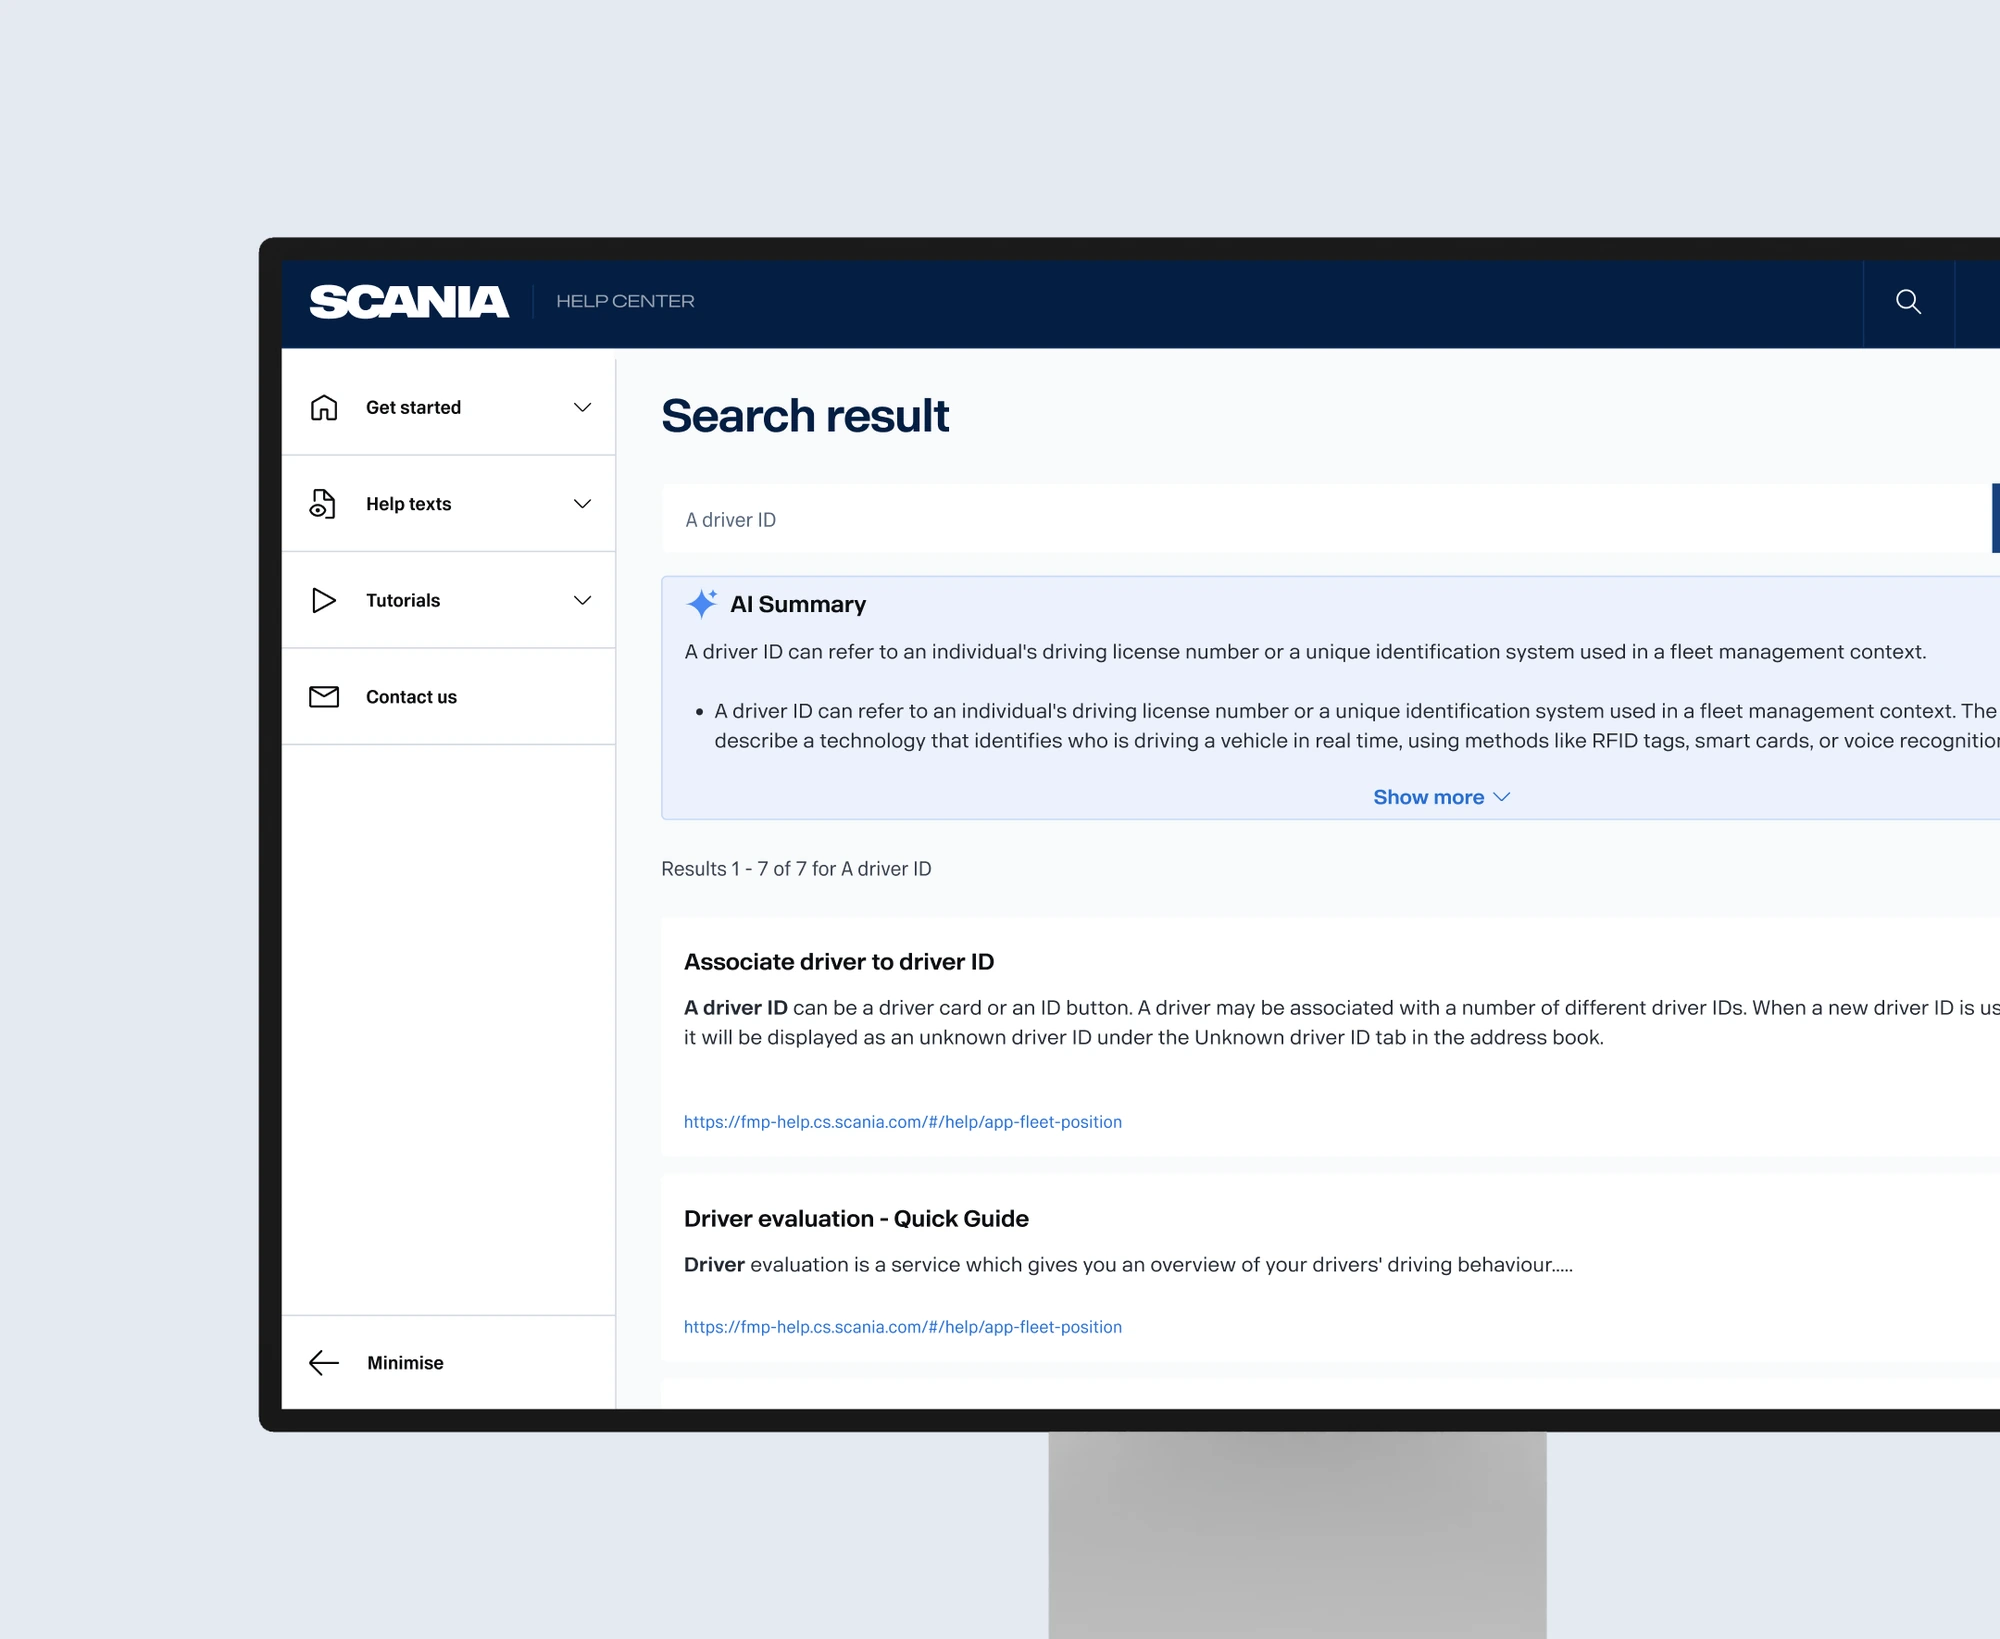 SCANIA
HELP CENTER
Get started
Help texts
Tutorials
Contact us
Minimise
Search result
A driver ID
AI Summary
A driver ID can refer to an individual's driving license number or a unique identification system used in a fleet management context.
• A driver ID can refer to an individual's driving license number or a unique identification system used in a fleet management context. The
describe a technology that identifies who is driving a vehicle in real time, using methods like RFID tags, smart cards, or voice recognition
Show more
Results 1 - 7 of 7 for A driver ID
Associate driver to driver ID
A driver ID can be a driver card or an ID button. A driver may be associated with a number of different driver IDs. When a new driver ID is
it will be displayed as an unknown driver ID under the Unknown driver ID tab in the address book.
https://fmp-help.cs.scania.com/#/help/app-fleet-position
Driver evaluation - Quick Guide
Driver evaluation is a service which gives you an overview of your drivers' driving behaviour.....
https://fmp-help.cs.scania.com/#/help/app-fleet-position